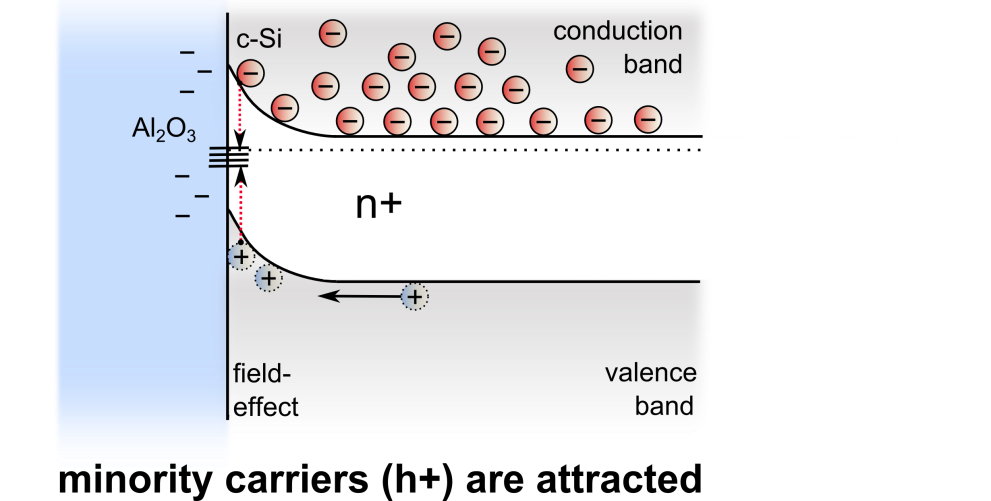 c-Si
conduction
band
Al₂O₃
n+
field-
effect
valence
band
minority carriers (h+) are attracted